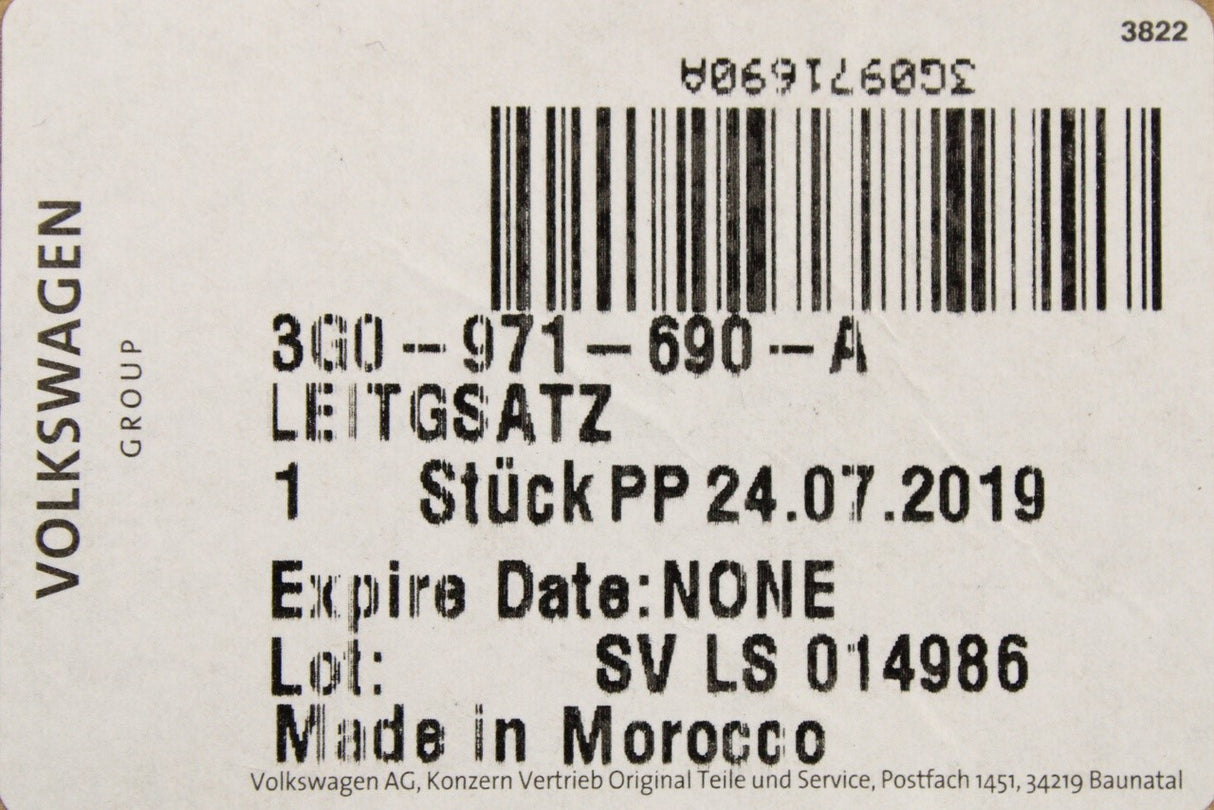 3822
3G0971690A
3G0-971-690-A
LEITGSATZ
1 Stück PP 24.07.2019
Expire Date:NONE
Lot: SV LS 014986
Made in Morocco
Volkswagen AG, Konzern Vertrieb Original Teile und Service, Postfach 1451, 34219 Baunatal
VOLKSWAGEN
GROUP